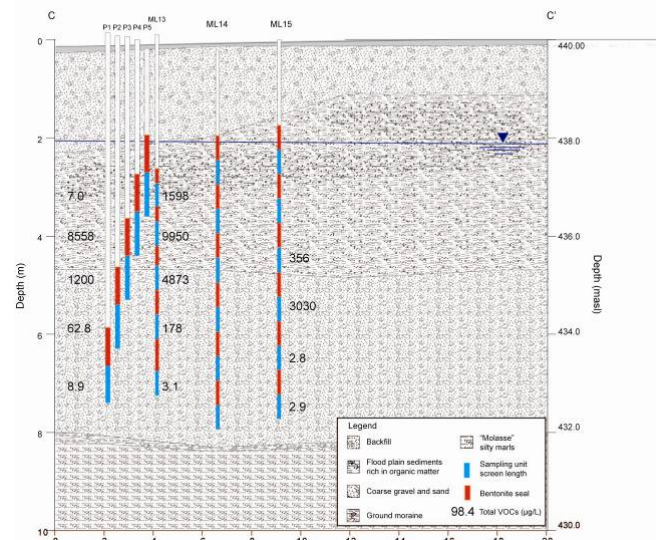 C
C'
P1 P2 P3 P4 P5 ML13 ML14 ML15
0
440.00
2
438.0
7.0
1598
8558
9950
4
436.0
356
1200
4873
Depth (m)
Depth (masl)
3030
62.8
178
6
434.0
2.8
8.9
3.1
2.9
8
432.0
Legend
Backfill
"Molasse"
silty marls
Flood plain sediments
rich in organic matter
Sampling unit
screen length
Coarse gravel and sand
Bentonite seal
Ground moraine
98.4 Total VOCs (µg/L)
10
430.0